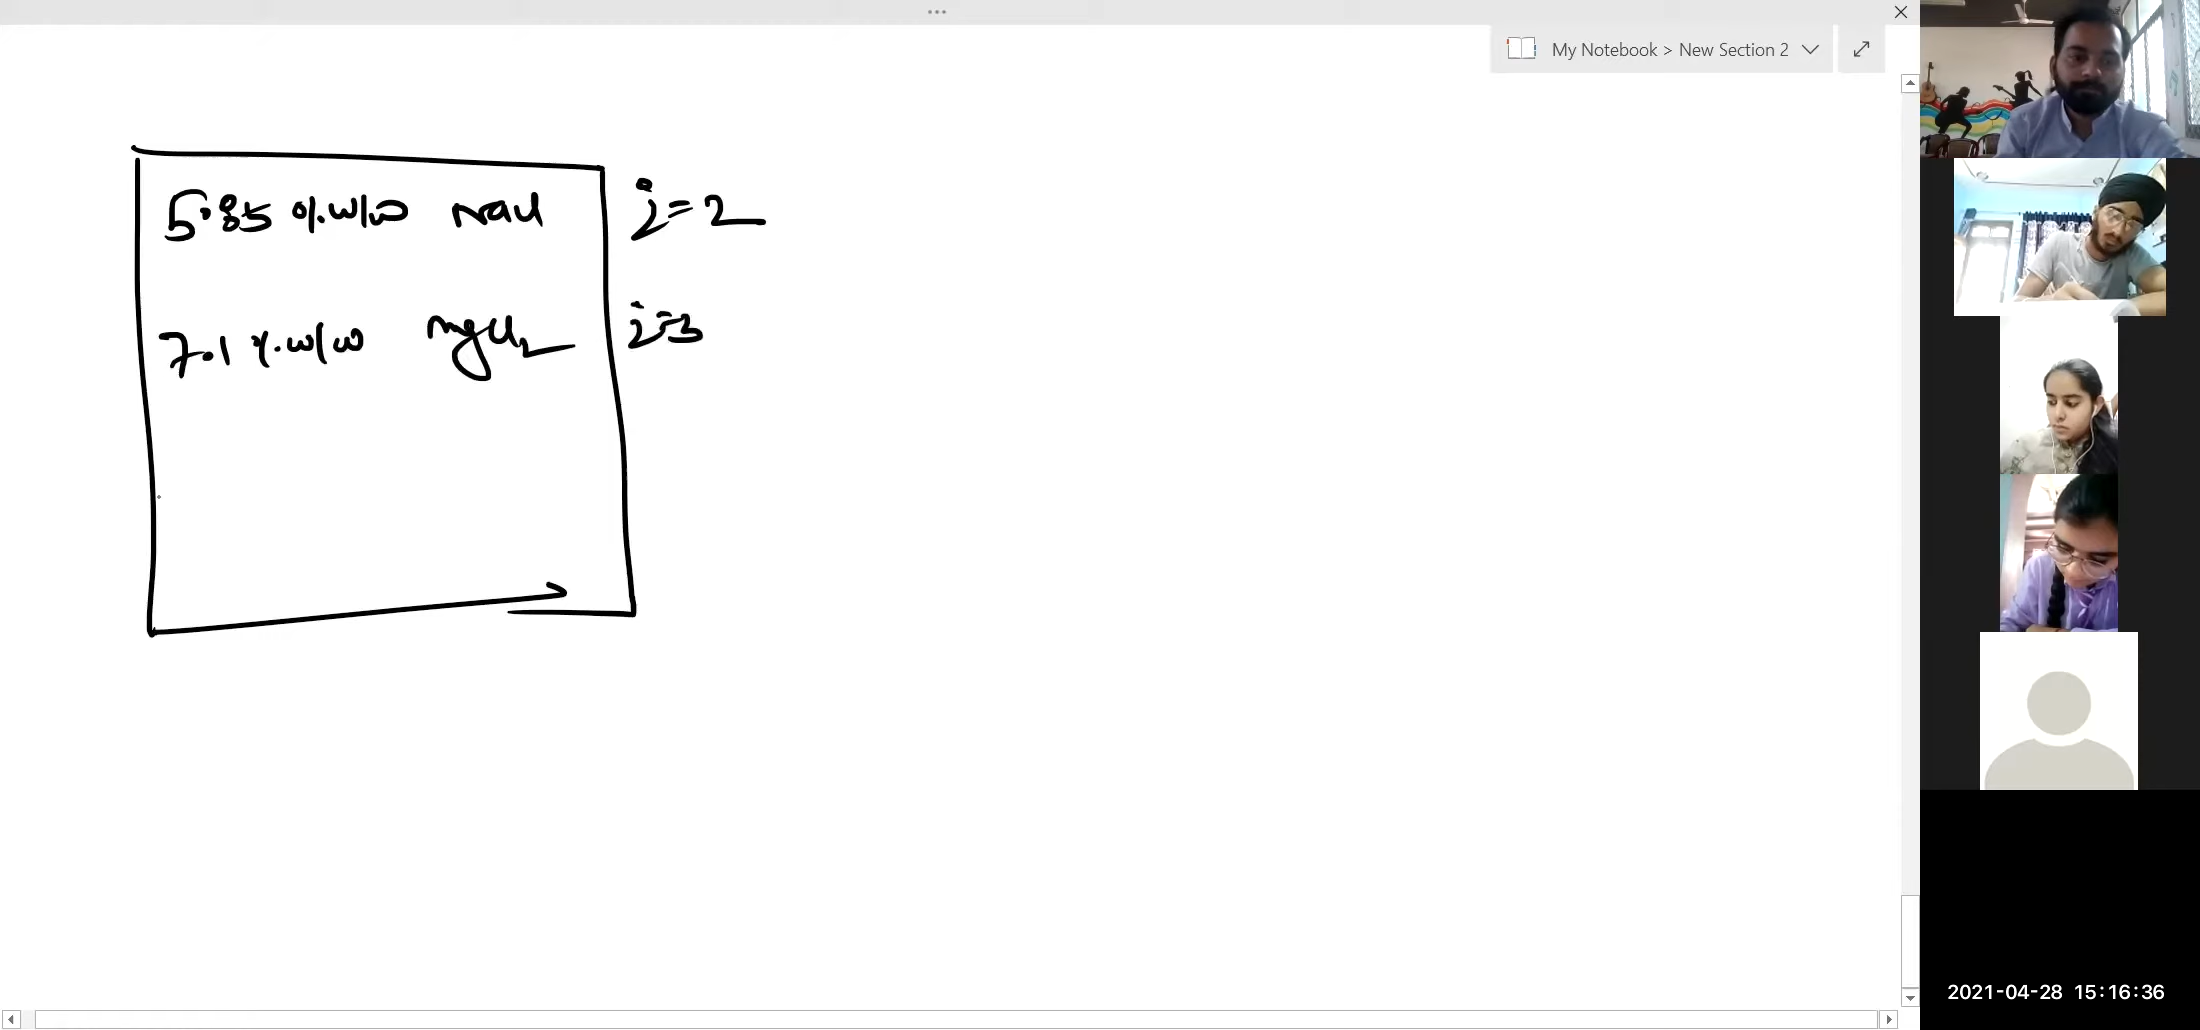 My Notebook > New Section 2
5.85 %.w/w NaCl i=2
7.1 %.w/w MgCl2 i=3
2021-04-28 15:16:36